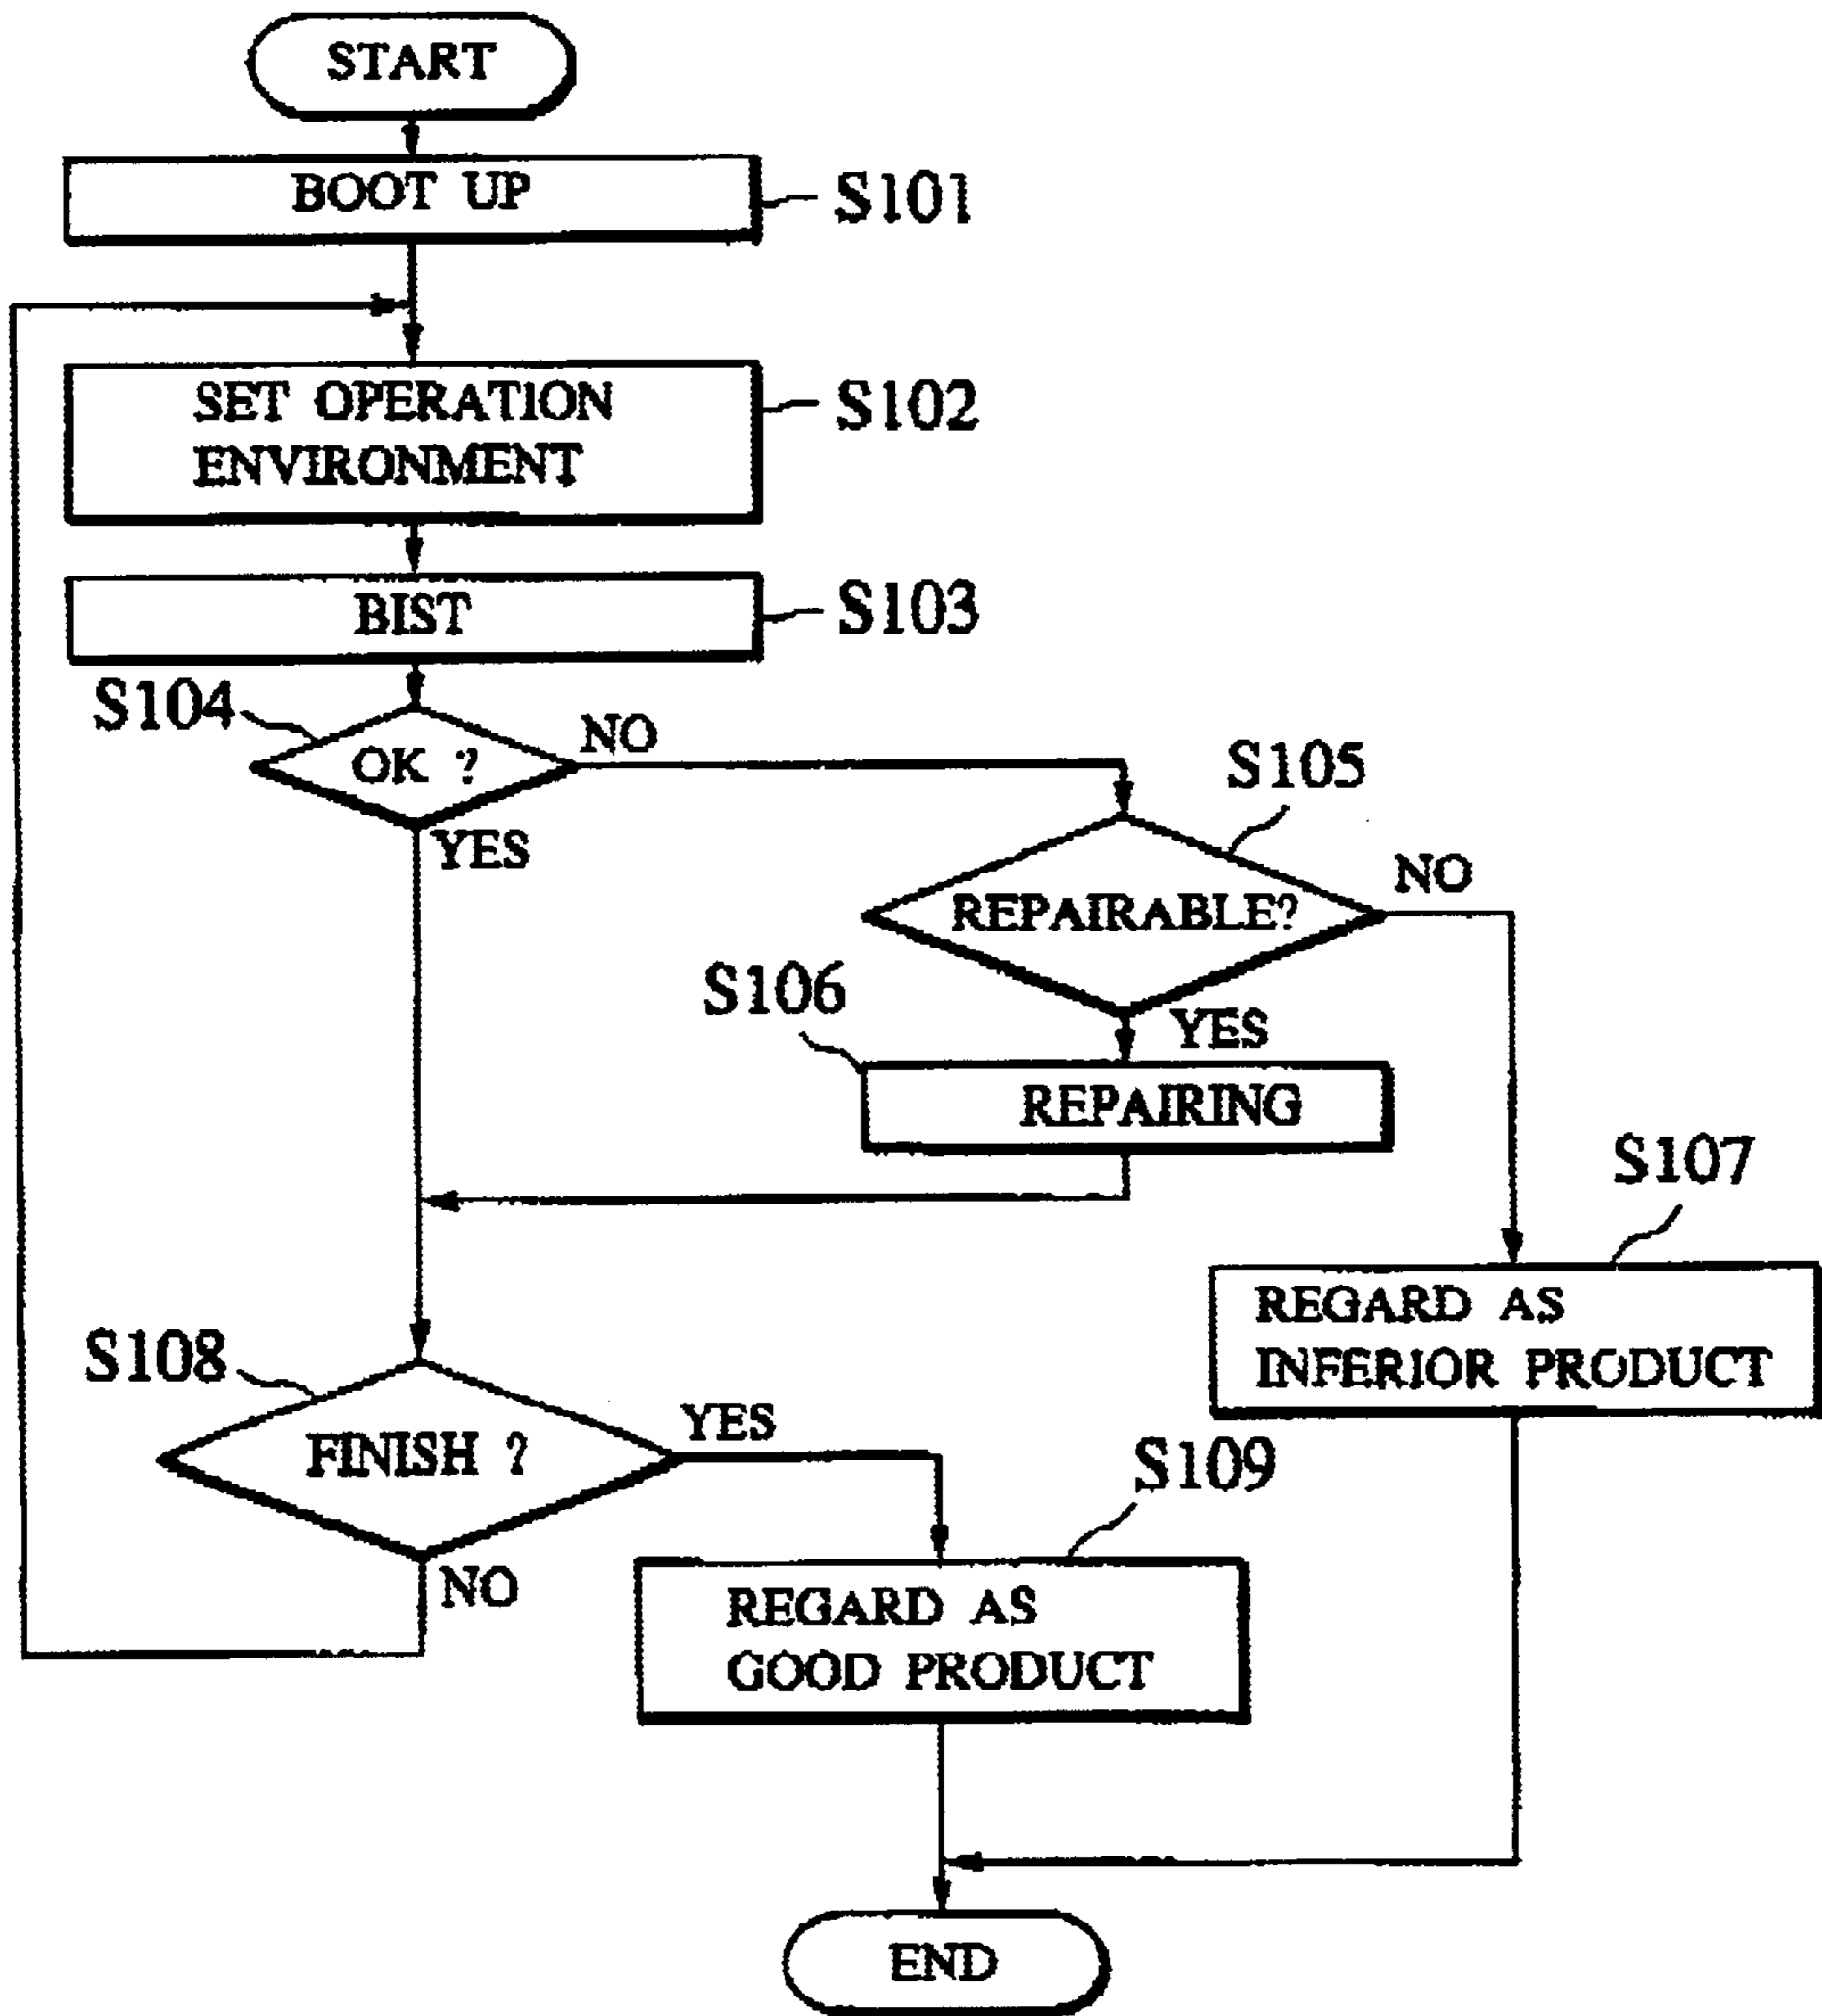 START
BOOT UP
S101
SET OPERATION
ENVIRONMENT
S102
BIST
S103
S104
OK ?
NO
YES
S105
REPAIRABLE?
NO
YES
S106
REPAIRING
S107
REGARD AS
INFERIOR PRODUCT
S108
FINISH ?
YES
NO
S109
REGARD AS
GOOD PRODUCT
END